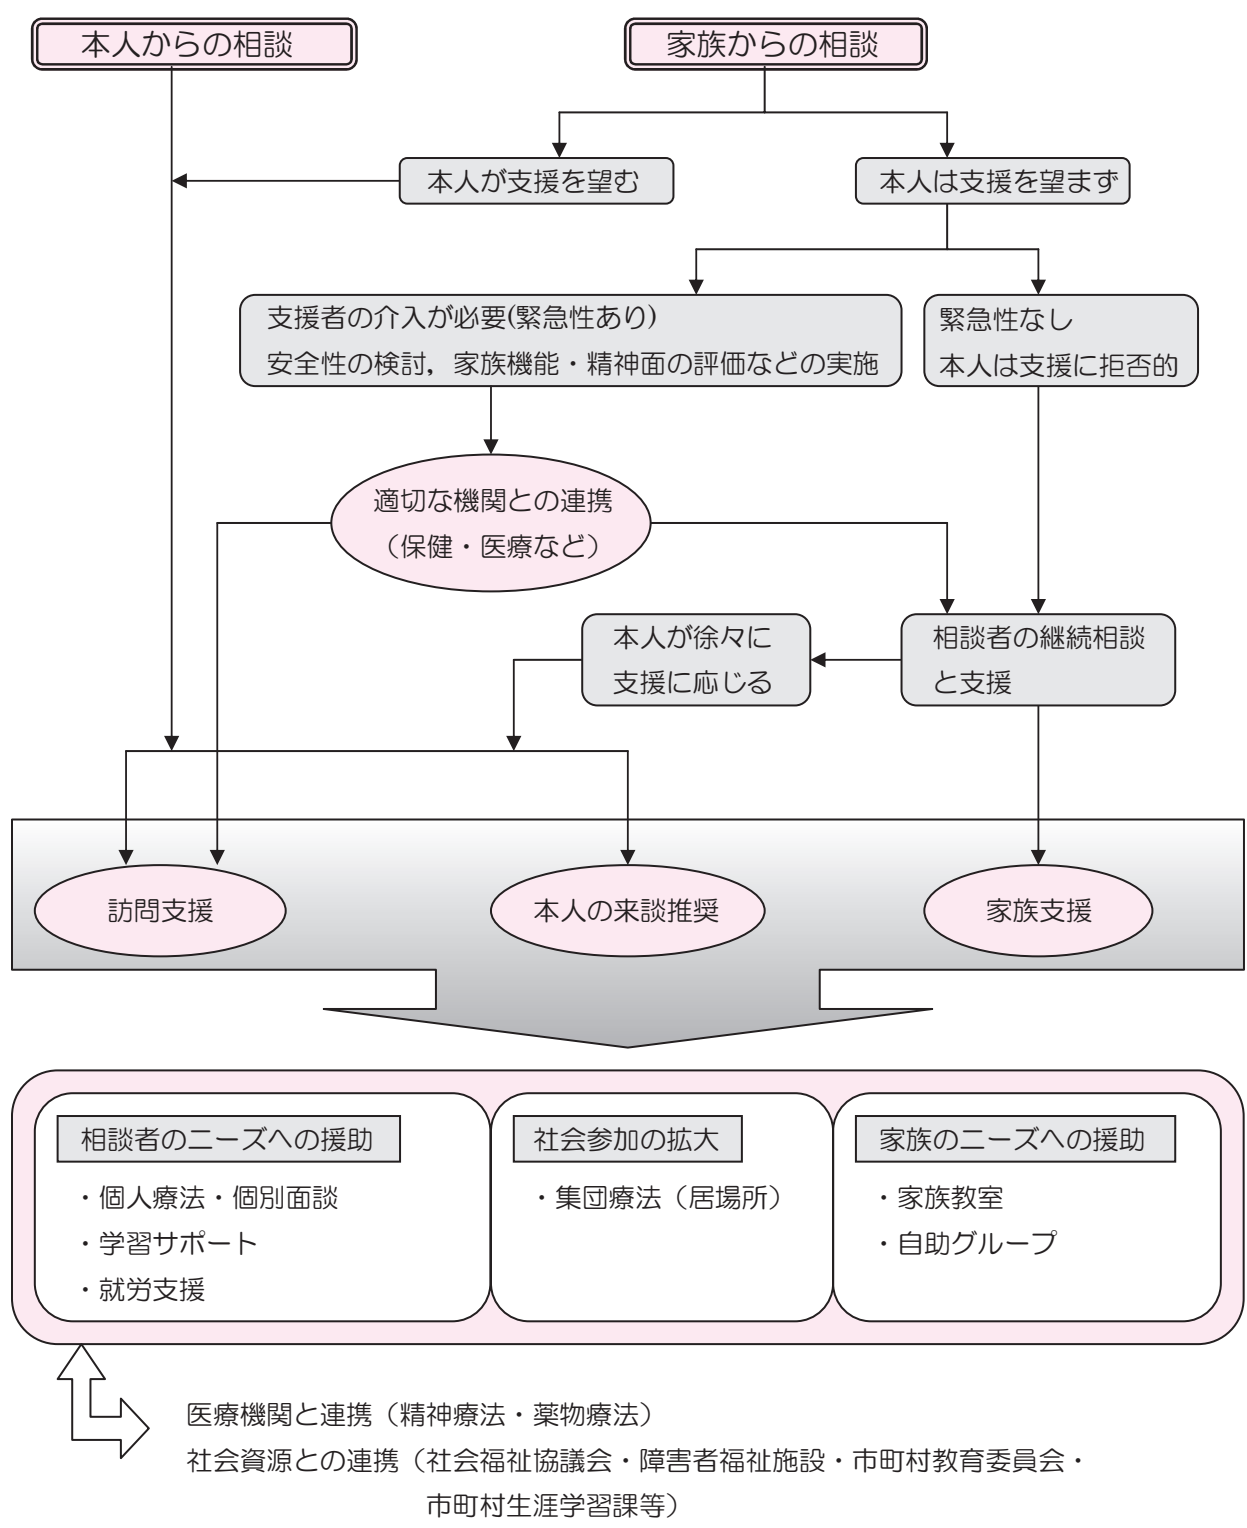 本人からの相談
家族からの相談
本人が支援を望む
本人は支援を望まず
支援者の介入が必要(緊急性あり)
安全性の検討，家族機能・精神面の評価などの実施
緊急性なし
本人は支援に拒否的
適切な機関との連携
（保健・医療など）
本人が徐々に
支援に応じる
相談者の継続相談
と支援
訪問支援
本人の来談推奨
家族支援
相談者のニーズへの援助
・個人療法・個別面談
・学習サポート
・就労支援
社会参加の拡大
・集団療法（居場所）
家族のニーズへの援助
・家族教室
・自助グループ
医療機関と連携（精神療法・薬物療法）
社会資源との連携（社会福祉協議会・障害者福祉施設・市町村教育委員会・
市町村生涯学習課等）